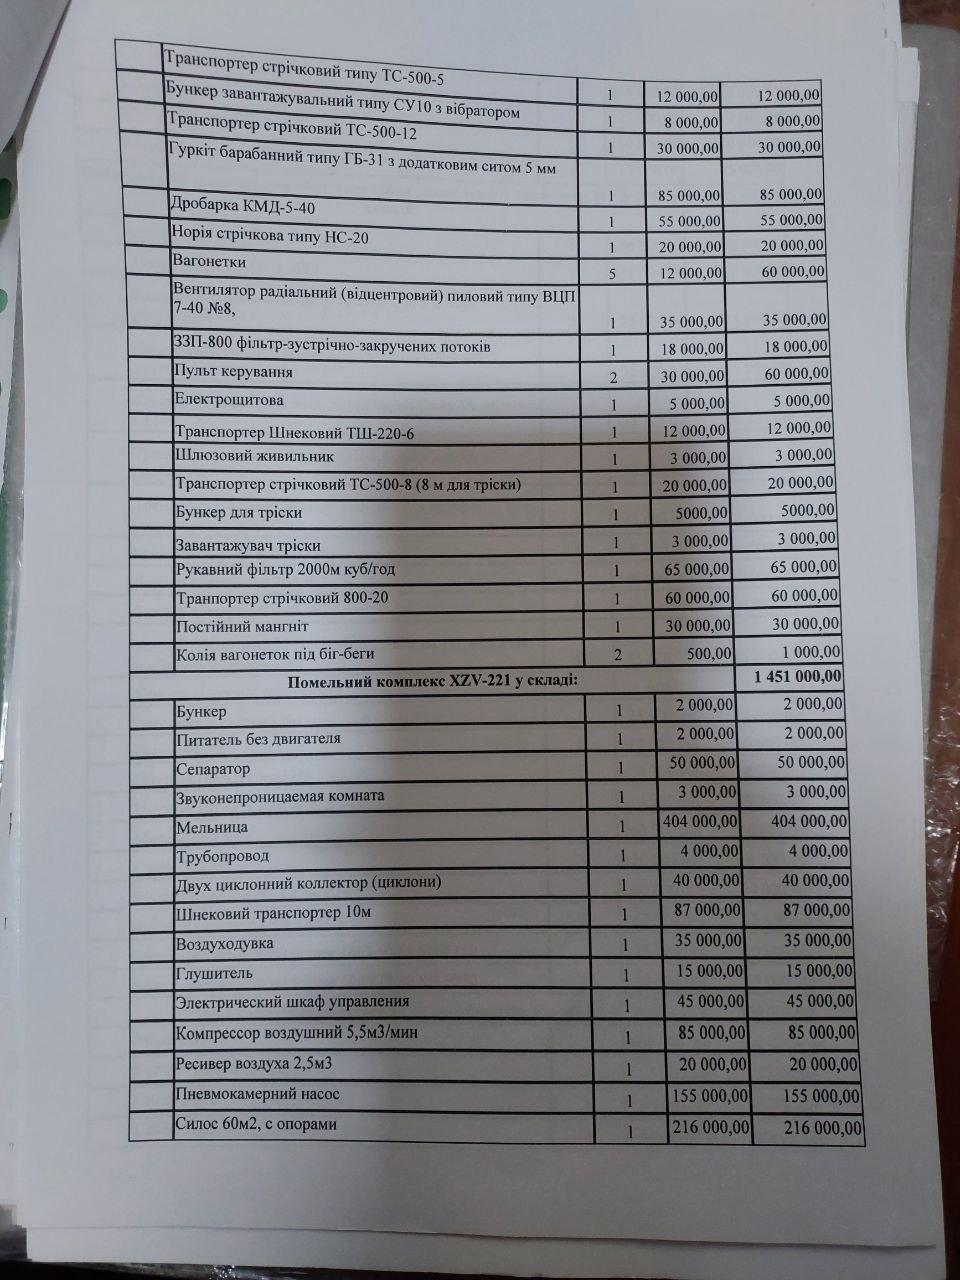 Транспортер стрічковий типу ТС-500-5 1 12 000,00 12 000,00
Бункер завантажувальний типу СУ10 з вібратором 1 8 000,00 8 000,00
Транспортер стрічковий ТС-500-12 1 30 000,00 30 000,00
Гуркіт барабанний типу ГБ-31 з додатковим ситом 5 мм 1 85 000,00 85 000,00
Дробарка КМД-5-40 1 55 000,00 55 000,00
Норія стрічкова типу НС-20 1 20 000,00 20 000,00
Вагонетки 5 12 000,00 60 000,00
Вентилятор радіальний (відцентровий) пиловий типу ВЦП
7-40 №8, 1 35 000,00 35 000,00
ЗЗП-800 фільтр-зустрічно-закручених потоків 1 18 000,00 18 000,00
Пульт керування 2 30 000,00 60 000,00
Електрощитова 1 5 000,00 5 000,00
Транспортер Шнековий ТШ-220-6 1 12 000,00 12 000,00
Шлюзовий живильник 1 3 000,00 3 000,00
Транспортер стрічковий ТС-500-8 (8 м для тріски) 1 20 000,00 20 000,00
Бункер для тріски 1 5000,00 5000,00
Завантажувач тріски 1 3 000,00 3 000,00
Рукавний фільтр 2000м куб/год 1 65 000,00 65 000,00
Транпортер стрічковий 800-20 1 60 000,00 60 000,00
Постійний мангніт 1 30 000,00 30 000,00
Колія вагонеток під біг-беги 2 500,00 1 000,00
Помельний комплекс XZV-221 у складі: 1 451 000,00
Бункер 1 2 000,00 2 000,00
Питатель без двигателя 1 2 000,00 2 000,00
Сепаратор 1 50 000,00 50 000,00
Звуконепроницаемая комната 1 3 000,00 3 000,00
Мельница 1 404 000,00 404 000,00
Трубопровод 1 4 000,00 4 000,00
Двух циклонний коллектор (циклони) 1 40 000,00 40 000,00
Шнековий транспортер 10м 1 87 000,00 87 000,00
Воздуходувка 1 35 000,00 35 000,00
Глушитель 1 15 000,00 15 000,00
Электрический шкаф управления 1 45 000,00 45 000,00
Компрессор воздушний 5,5м3/мин 1 85 000,00 85 000,00
Ресивер воздуха 2,5м3 1 20 000,00 20 000,00
Пневмокамерний насос 1 155 000,00 155 000,00
Силос 60м2, с опорами 1 216 000,00 216 000,00